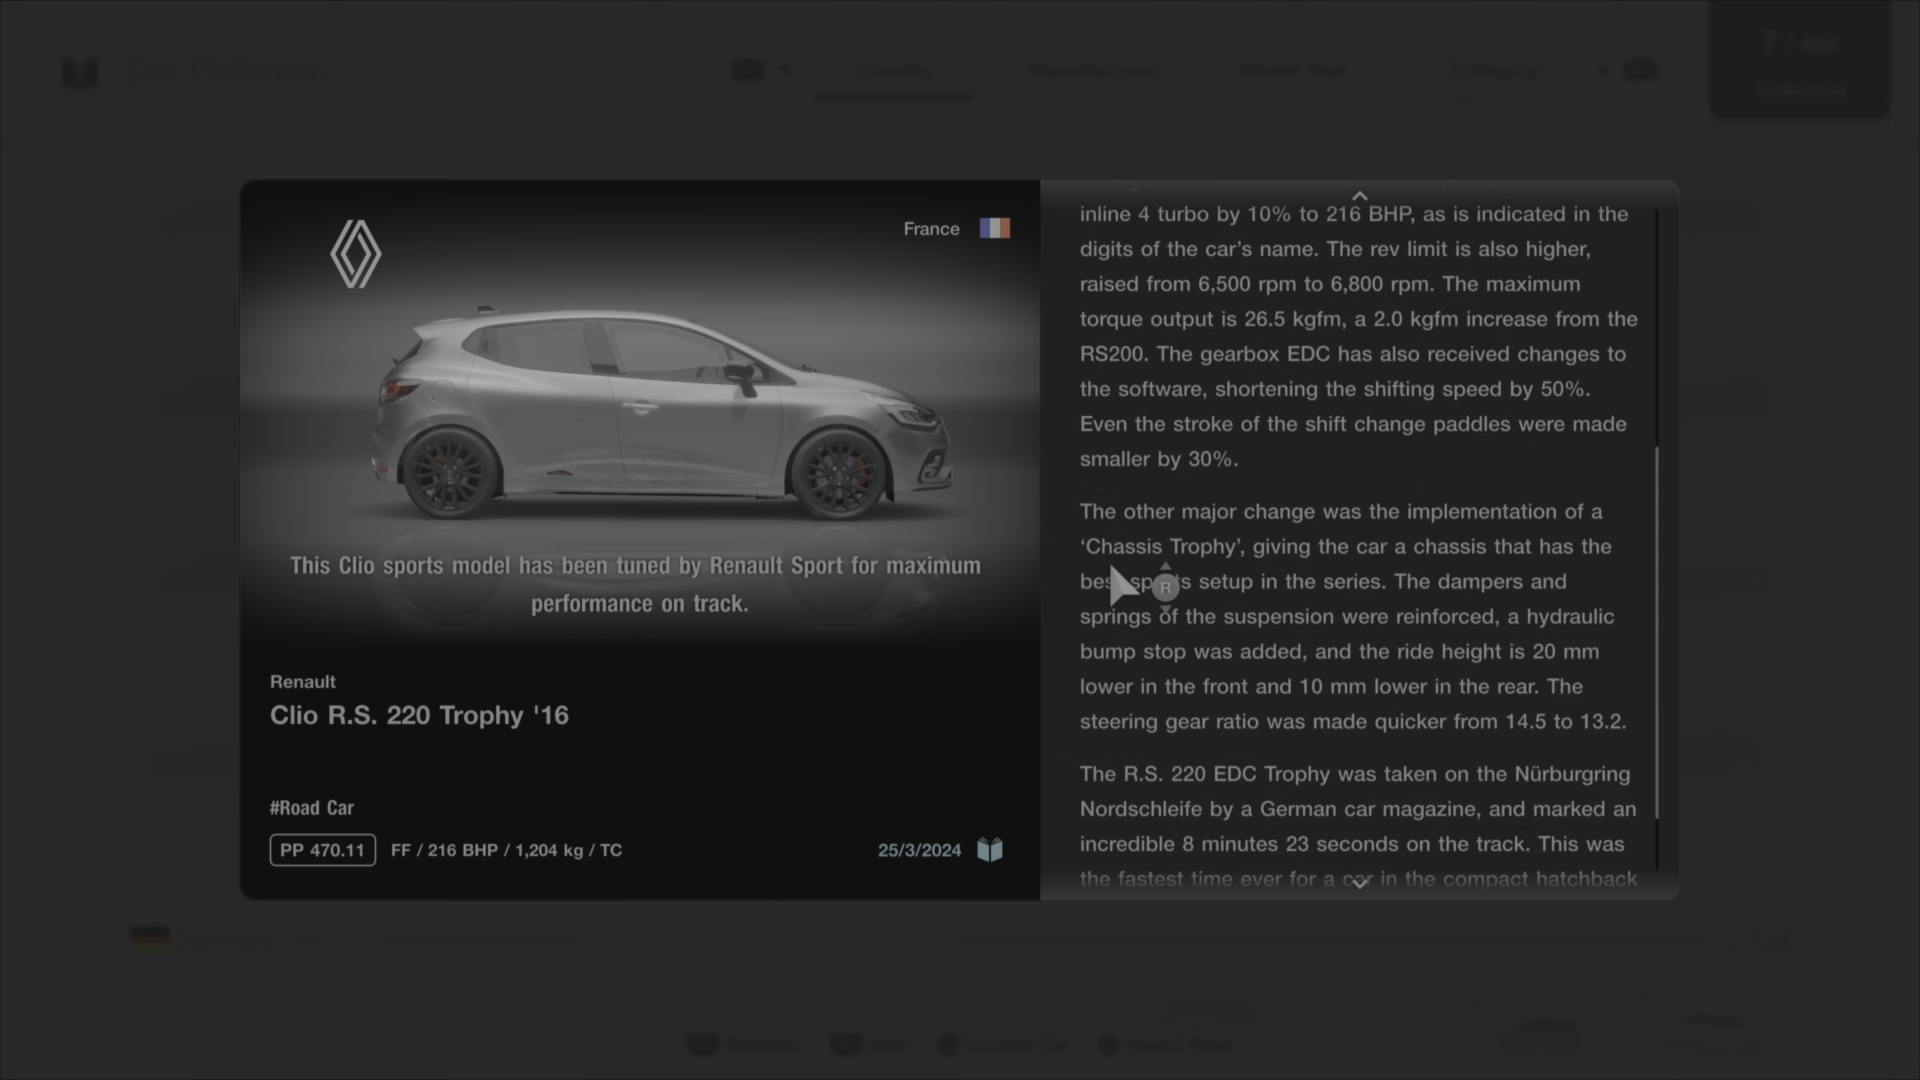 Car Collection
Country
Manufacturer
Category
France
This Clio sports model has been tuned by Renault Sport for maximum
performance on track.
Renault
Clio R.S. 220 Trophy '16
#Road Car
PP 470.11 FF / 216 BHP / 1,204 kg / TC
25/3/2024
inline 4 turbo by 10% to 216 BHP, as is indicated in the
digits of the car’s name. The rev limit is also higher,
raised from 6,500 rpm to 6,800 rpm. The maximum
torque output is 26.5 kgfm, a 2.0 kgfm increase from the
RS200. The gearbox EDC has also received changes to
the software, shortening the shifting speed by 50%.
Even the stroke of the shift change paddles were made
smaller by 30%.
The other major change was the implementation of a
‘Chassis Trophy’, giving the car a chassis that has the
setup in the series. The dampers and
springs of the suspension were reinforced, a hydraulic
bump stop was added, and the ride height is 20 mm
lower in the front and 10 mm lower in the rear. The
steering gear ratio was made quicker from 14.5 to 13.2.
The R.S. 220 EDC Trophy was taken on the Nürburgring
Nordschleife by a German car magazine, and marked an
incredible 8 minutes 23 seconds on the track. This was
the fastest time ever for a car in the compact hatchback
R
Germany